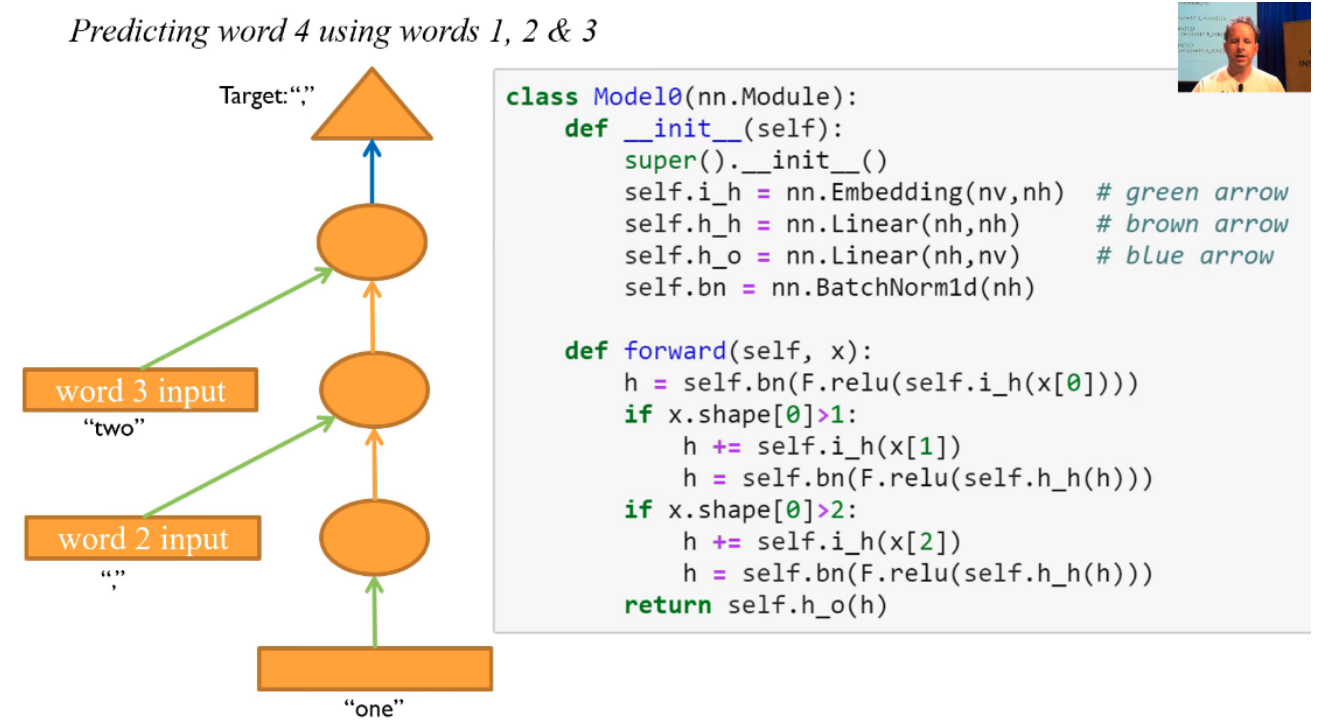 Predicting word 4 using words 1, 2 & 3
Target:“,”
word 3 input
“two”
word 2 input
“,”
“one”
class Model0(nn.Module):
    def __init__(self):
        super().__init__()
        self.i_h = nn.Embedding(nv,nh)  # green arrow
        self.h_h = nn.Linear(nh,nh)     # brown arrow
        self.h_o = nn.Linear(nh,nv)     # blue arrow
        self.bn = nn.BatchNorm1d(nh)
    def forward(self, x):
        h = self.bn(F.relu(self.i_h(x[0])))
        if x.shape[0]>1:
            h += self.i_h(x[1])
            h = self.bn(F.relu(self.h_h(h)))
        if x.shape[0]>2:
            h += self.i_h(x[2])
            h = self.bn(F.relu(self.h_h(h)))
        return self.h_o(h)